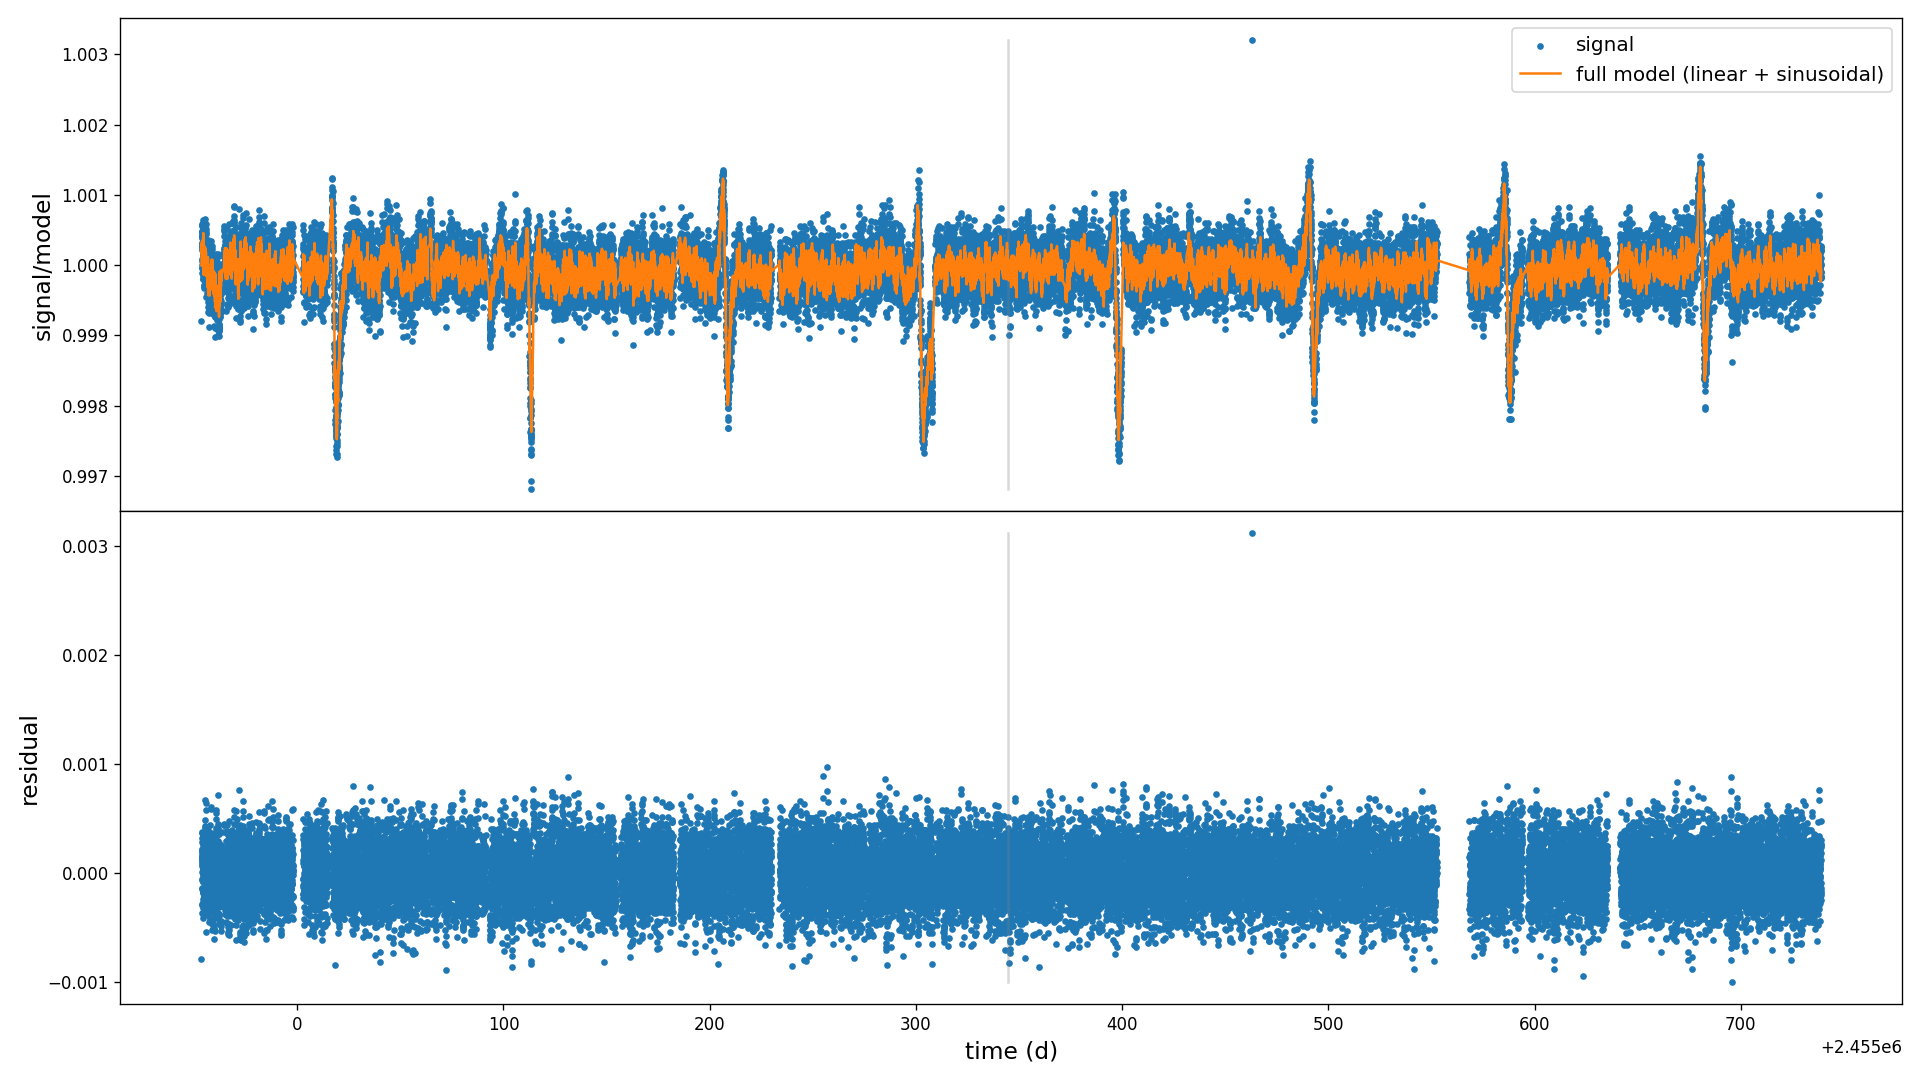 signal/model
1.003
1.002
1.001
1.000
0.999
0.998
0.997
signal
full model (linear + sinusoidal)
residual
0.003
0.002
0.001
0.000
−0.001
0 100 200 300 400 500 600 700
time (d)
+2.455e6